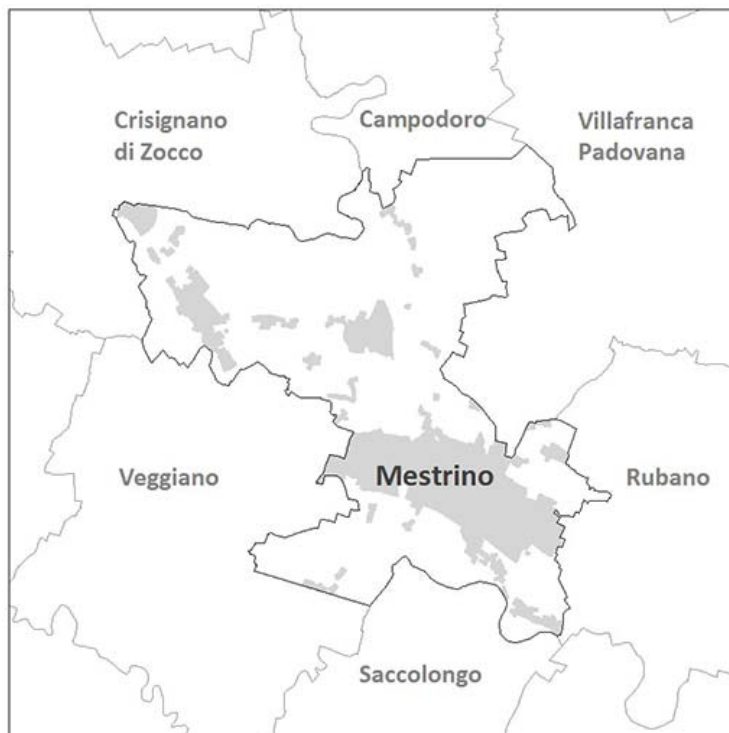 Crisignano
di Zocco
Campodoro
Villafranca
Padovana
Veggiano
Mestrino
Rubano
Saccolongo